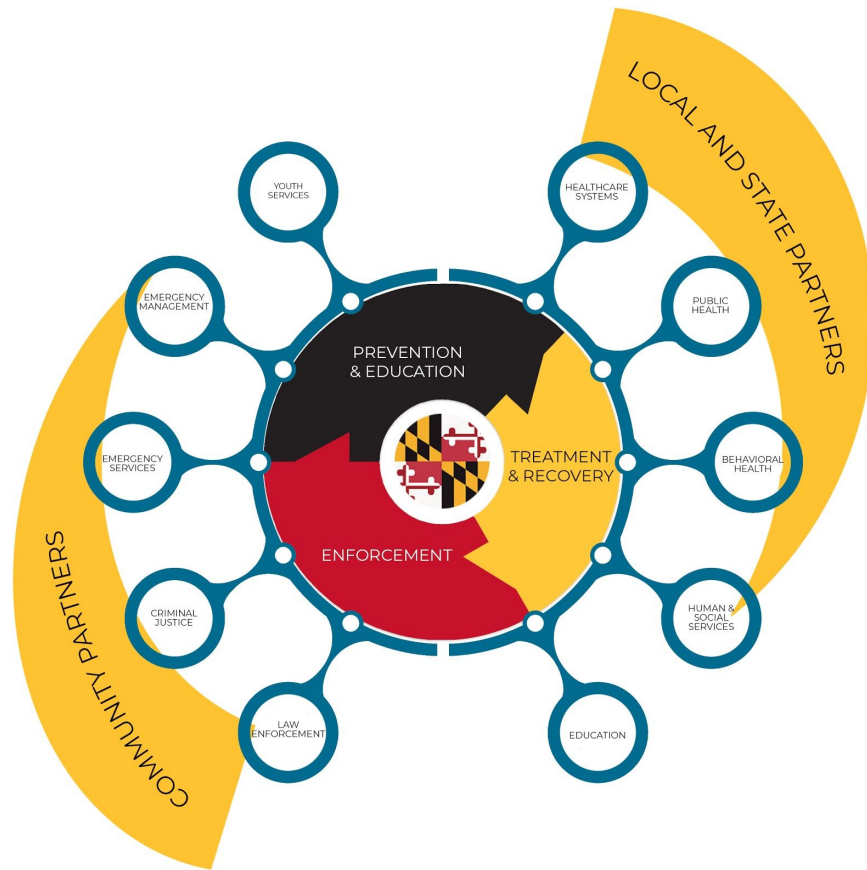 LOCAL AND STATE PARTNERS
YOUTH
SERVICES
HEALTHCARE
SYSTEMS
EMERGENCY
MANAGEMENT
PUBLIC
HEALTH
PREVENTION
& EDUCATION
EMERGENCY
SERVICES
TREATMENT
& RECOVERY
BEHAVIORAL
HEALTH
ENFORCEMENT
CRIMINAL
JUSTICE
HUMAN &
SOCIAL
SERVICES
LAW
ENFORCEMENT
EDUCATION
COMMUNITY PARTNERS